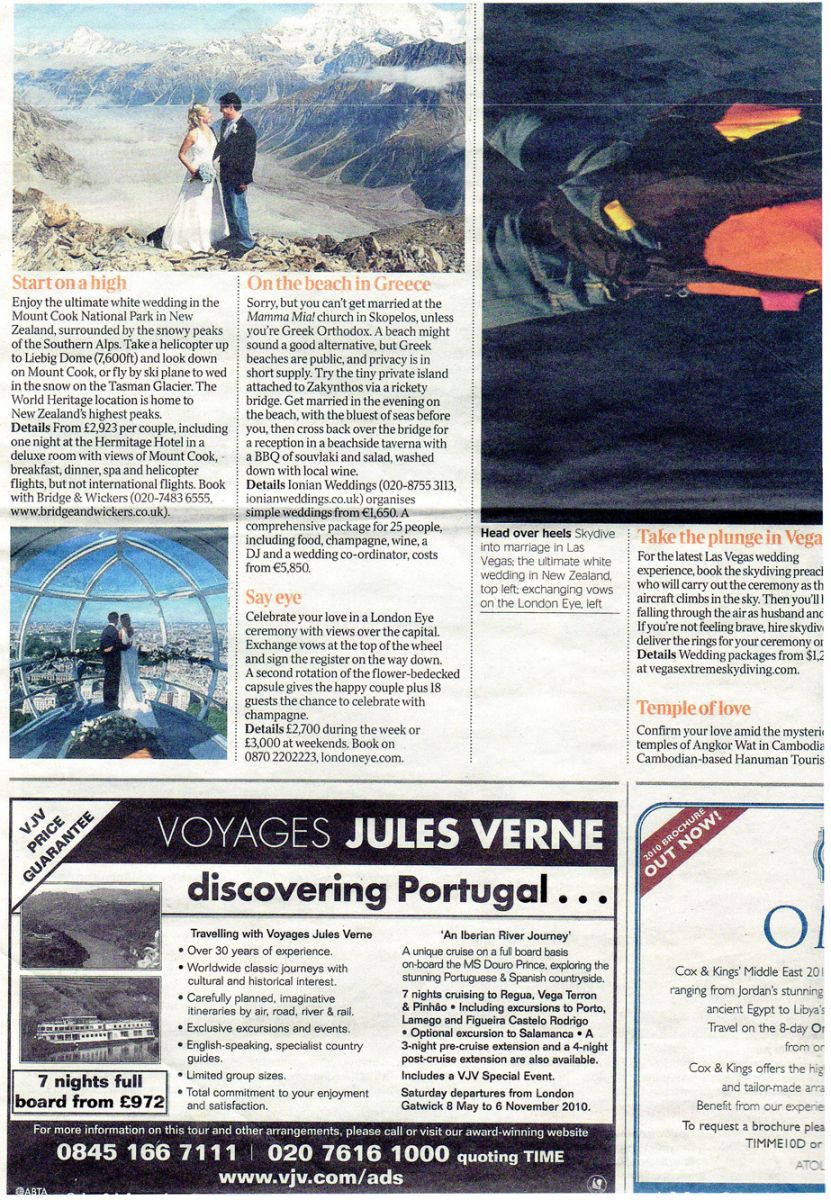 Start on a high
Enjoy the ultimate white wedding in the
Mount Cook National Park in New
Zealand, surrounded by the snowy peaks
of the Southern Alps. Take a helicopter up
to Liebig Dome (7,600ft) and look down
on Mount Cook, or fly by ski plane to wed
in the snow on the Tasman Glacier. The
World Heritage location is home to
New Zealand's highest peaks.
Details From £2,923 per couple, including
one night at the Hermitage Hotel in a
deluxe room with views of Mount Cook,
breakfast, dinner, spa and helicopter
flights, but not international flights. Book
with Bridge & Wickers (020-7483 6555,
www.bridgeandwickers.co.uk).
On the beach in Greece
Sorry, but you can't get married at the
Mamma Mia! church in Skopelos, unless
you're Greek Orthodox. A beach might
sound a good alternative, but Greek
beaches are public, and privacy is in
short supply. Try the tiny private island
attached to Zakynthos via a rickety
bridge. Get married in the evening on
the beach, with the bluest of seas before
you, then cross back over the bridge for
a reception in a beachside taverna with
a BBQ of souvlaki and salad, washed
down with local wine.
Details Ionian Weddings (020-8755 3113,
ionianweddings.co.uk) organises
simple weddings from €1,650. A
comprehensive package for 25 people,
including food, champagne, wine, a
DJ and a wedding co-ordinator, costs
from €5,850.
Say eye
Celebrate your love in a London Eye
ceremony with views over the capital.
Exchange vows at the top of the wheel
and sign the register on the way down.
A second rotation of the flower-bedecked
capsule gives the happy couple plus 18
guests the chance to celebrate with
champagne.
Details £2,700 during the week or
£3,000 at weekends. Book on
0870 2202223, londoneye.com.
Head over heels Skydive
into marriage in Las
Vegas; the ultimate white
wedding in New Zealand,
top left; exchanging vows
on the London Eye, left
Take the plunge in Vega
For the latest Las Vegas wedding
experience, book the skydiving preach
who will carry out the ceremony as th
aircraft climbs in the sky. Then you'll
falling through the air as husband and
If you're not feeling brave, hire skydiv
deliver the rings for your ceremony on
Details Wedding packages from $1,2
at vegasextremeskydiving.com.
Temple of love
Confirm your love amid the mysteri
temples of Angkor Wat in Cambodia
Cambodian-based Hanuman Touris
VJV
PRICE
GUARANTEE
VOYAGES JULES VERNE
discovering Portugal . . .
7 nights full
board from £972
Travelling with Voyages Jules Verne
• Over 30 years of experience.
• Worldwide classic journeys with
cultural and historical interest.
• Carefully planned, imaginative
itineraries by air, road, river & rail.
• Exclusive excursions and events.
• English-speaking, specialist country
guides.
• Limited group sizes.
• Total commitment to your enjoyment
and satisfaction.
'An Iberian River Journey'
A unique cruise on a full board basis
on-board the MS Douro Prince, exploring the
stunning Portuguese & Spanish countryside.
7 nights cruising to Regua, Vega Terron
& Pinhão • Including excursions to Porto,
Lamego and Figueira Castelo Rodrigo
• Optional excursion to Salamanca • A
3-night pre-cruise extension and a 4-night
post-cruise extension are also available.
Includes a VJV Special Event.
Saturday departures from London
Gatwick 8 May to 6 November 2010.
For more information on this tour and other arrangements, please call or visit our award-winning website
0845 166 7111 | 020 7616 1000 quoting TIME
www.vjv.com/ads
ABTA
2010 BROCHURE
OUT NOW!
Cox & Kings' Middle East 201
ranging from Jordan's stunning
ancient Egypt to Libya's
Travel on the 8-day O
from or
Cox & Kings offers the hig
and tailor-made arra
Benefit from our experie
To request a brochure plea
TIMME10D or
ATOL